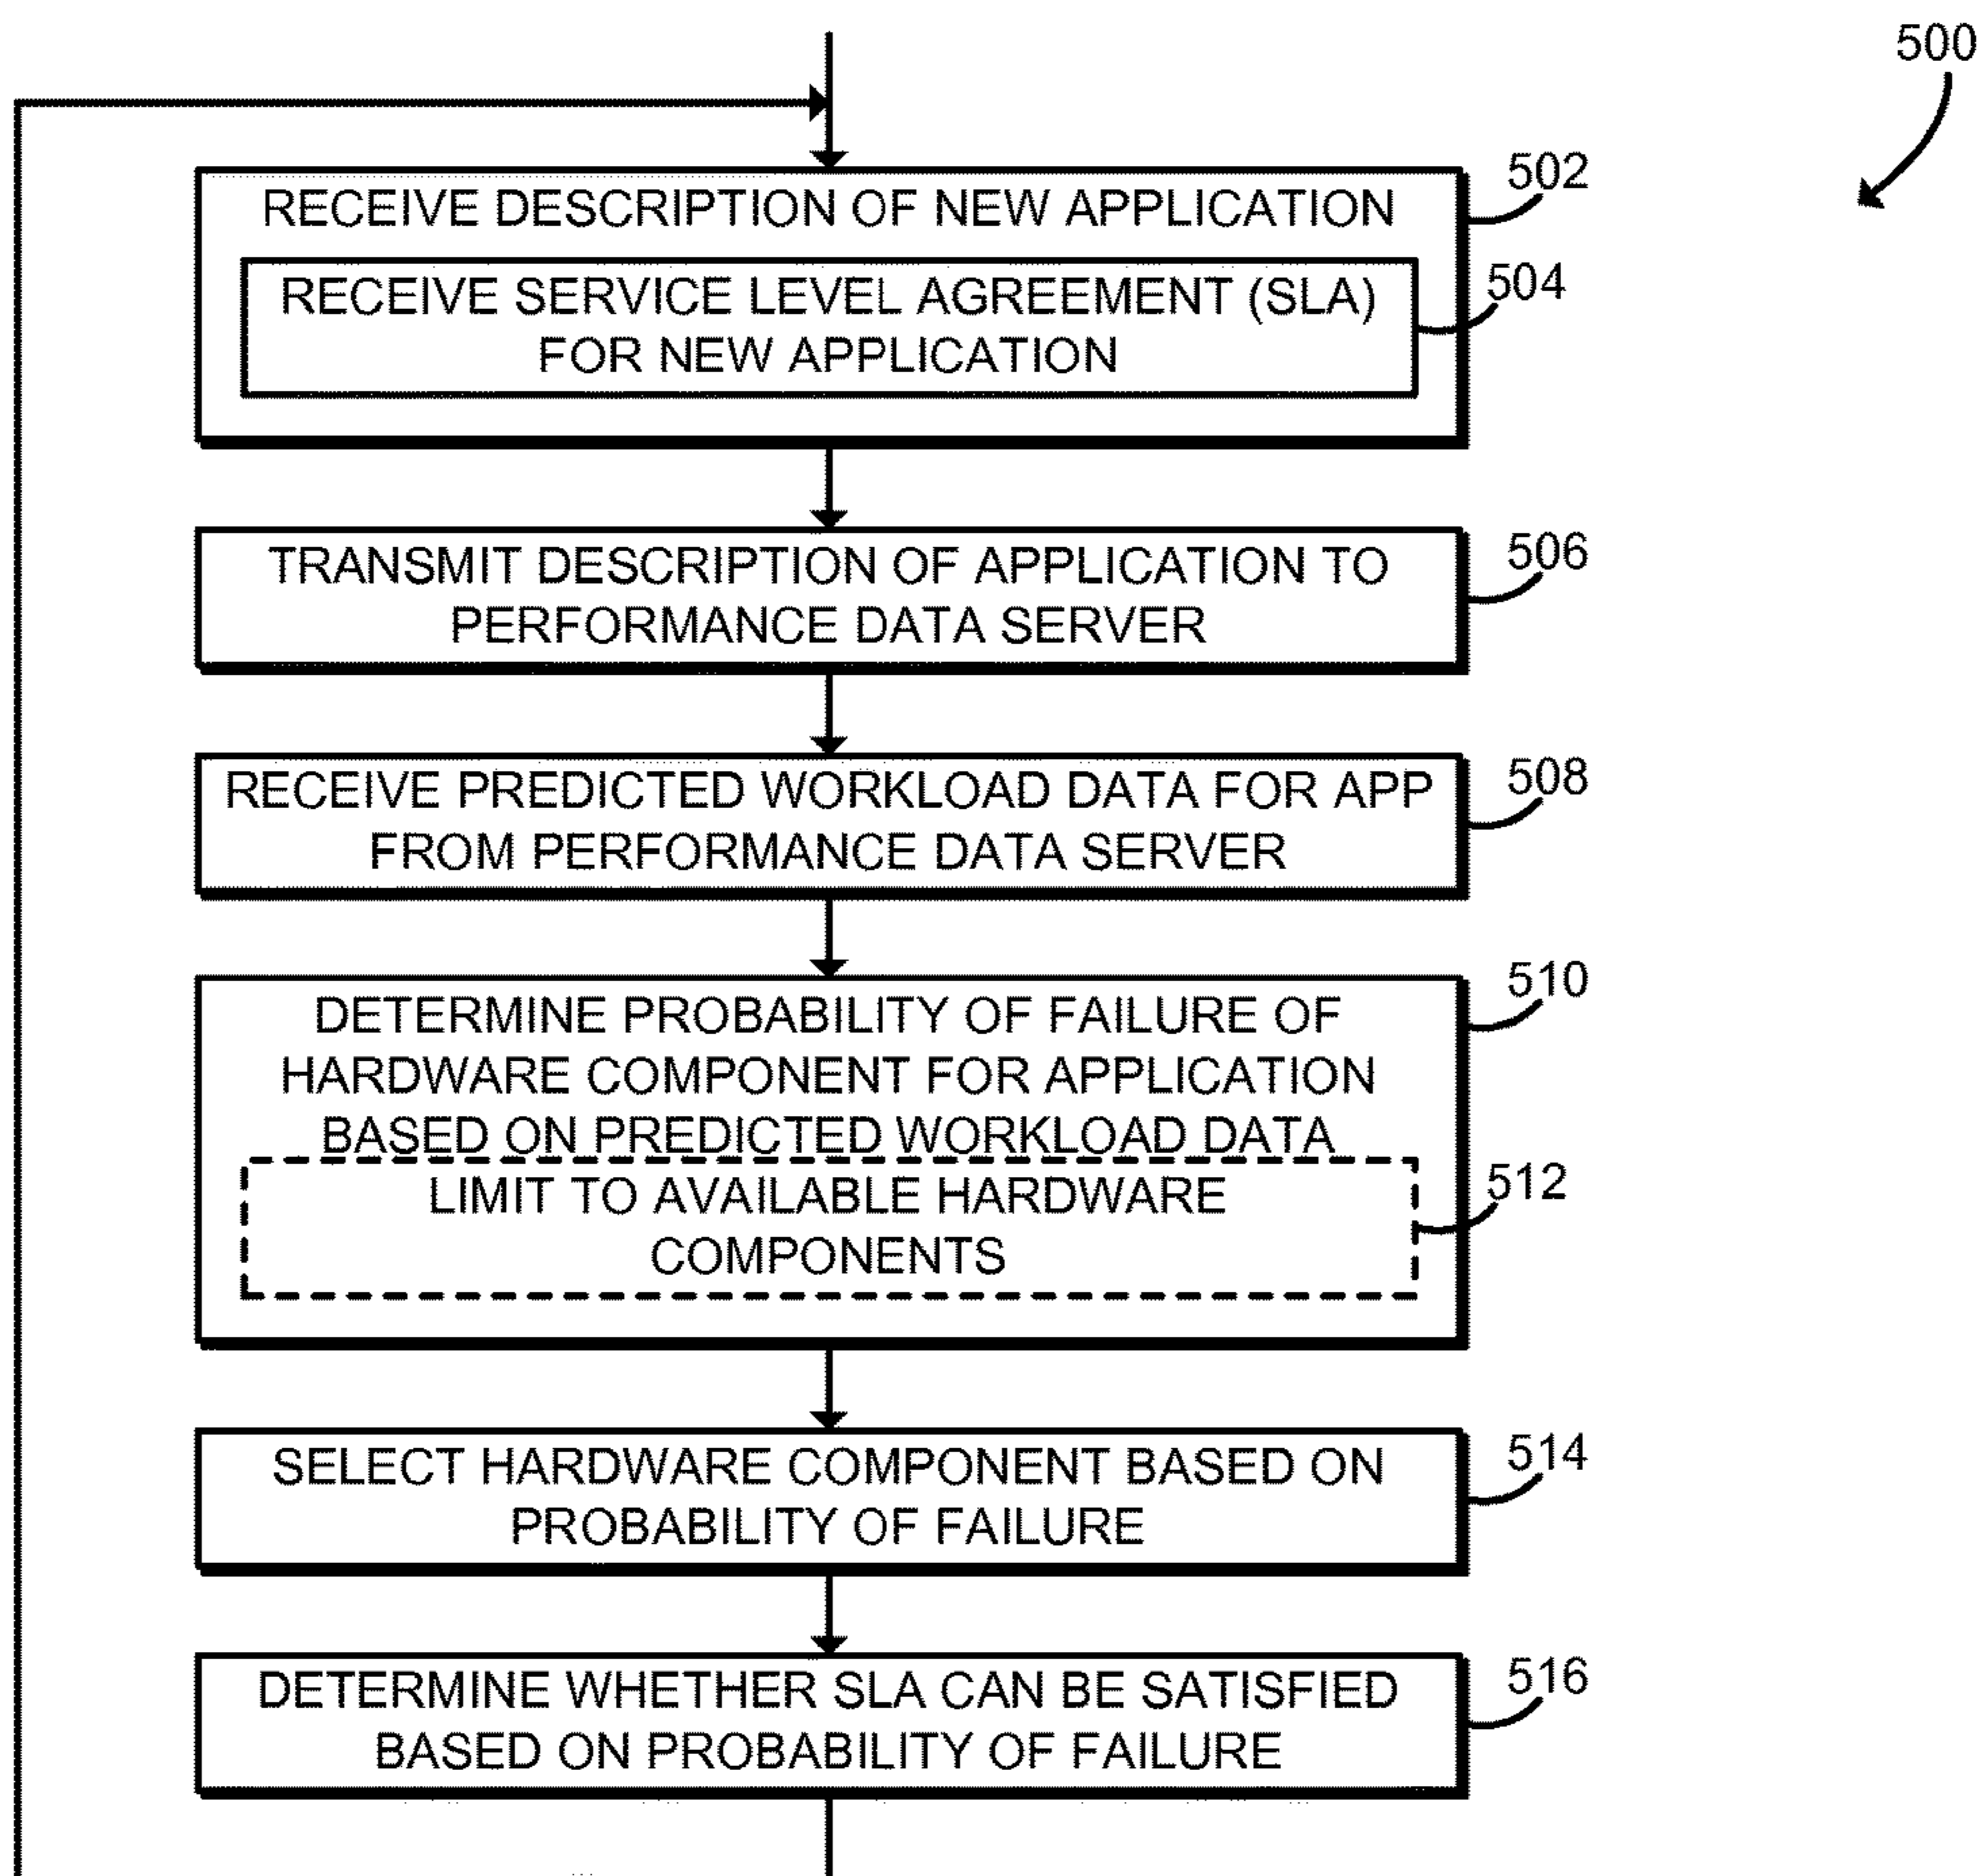 500
RECEIVE DESCRIPTION OF NEW APPLICATION
502
RECEIVE SERVICE LEVEL AGREEMENT (SLA)
FOR NEW APPLICATION
504
TRANSMIT DESCRIPTION OF APPLICATION TO
PERFORMANCE DATA SERVER
506
RECEIVE PREDICTED WORKLOAD DATA FOR APP
FROM PERFORMANCE DATA SERVER
508
DETERMINE PROBABILITY OF FAILURE OF
HARDWARE COMPONENT FOR APPLICATION
BASED ON PREDICTED WORKLOAD DATA
510
LIMIT TO AVAILABLE HARDWARE
COMPONENTS
512
SELECT HARDWARE COMPONENT BASED ON
PROBABILITY OF FAILURE
514
DETERMINE WHETHER SLA CAN BE SATISFIED
BASED ON PROBABILITY OF FAILURE
516